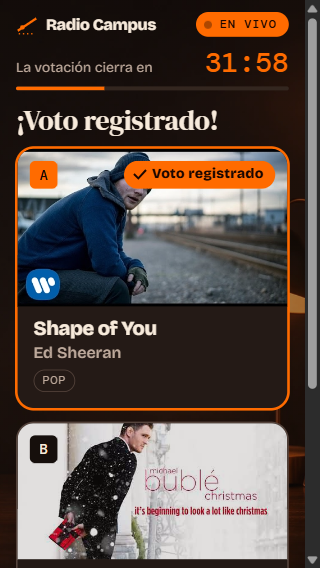 Radio Campus
EN VIVO
La votación cierra en
31:58
¡Voto registrado!
A
Voto registrado
Shape of You
Ed Sheeran
POP
B
michael
bublé
christmas
it's beginning to look a lot like christmas